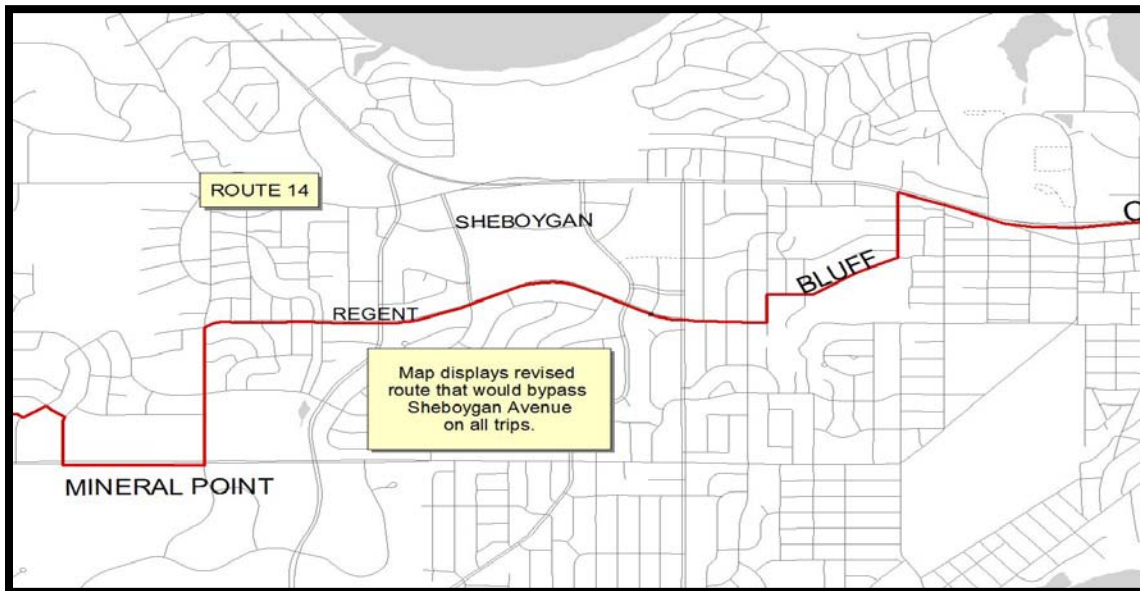 ROUTE 14
SHEBOYGAN
BLUFF
REGENT
Map displays revised
route that would bypass
Sheboygan Avenue
on all trips.
MINERAL POINT